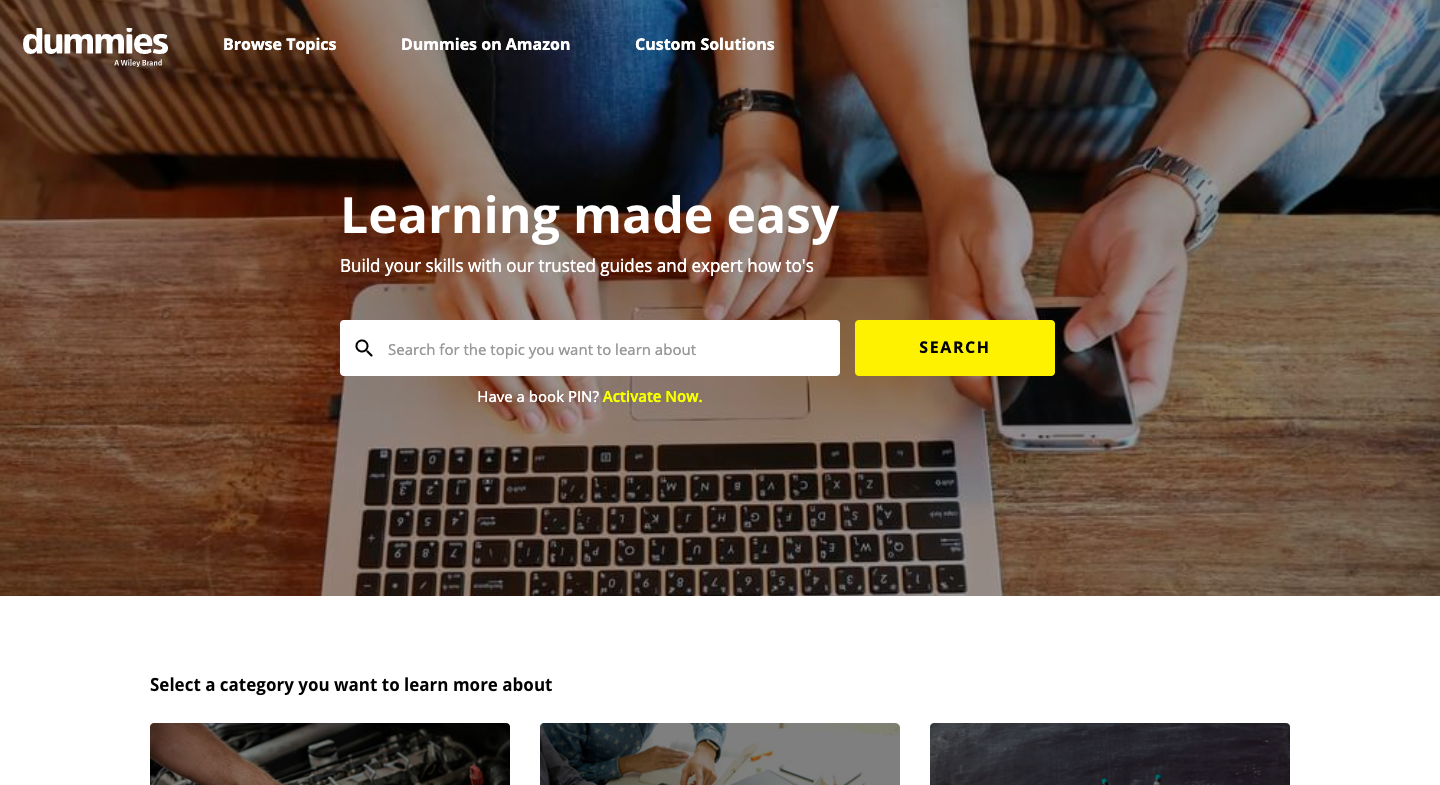 dummies
A Wiley Brand
Browse Topics
Dummies on Amazon
Custom Solutions
Learning made easy
Build your skills with our trusted guides and expert how to's
Search for the topic you want to learn about
SEARCH
Have a book PIN? Activate Now.
Select a category you want to learn more about